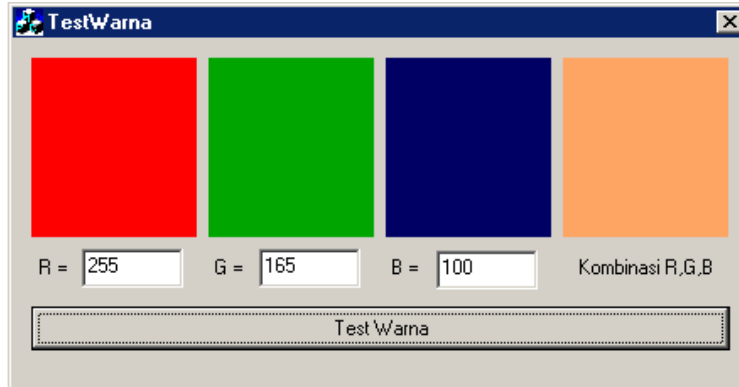 TestWarna
R = 255 G = 165 B = 100 Kombinasi R,G,B
Test Warna